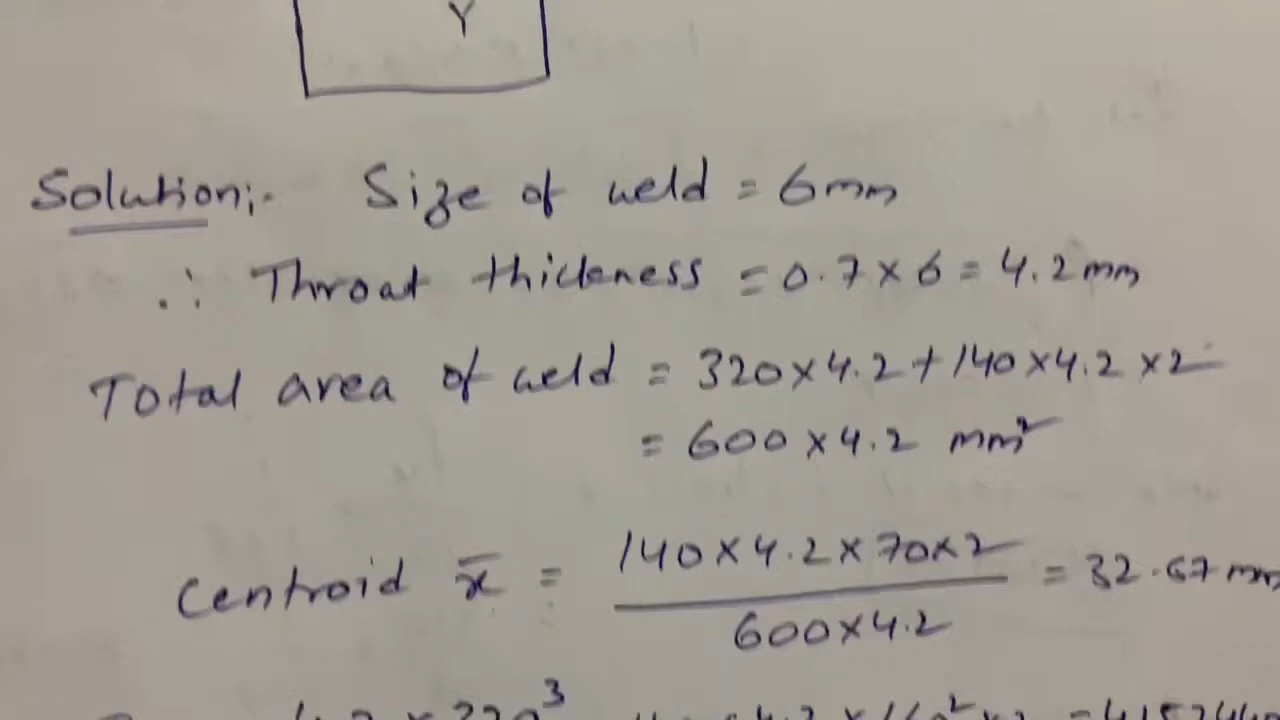 Y
Solution:- Size of weld = 6mm
∴ Throat thickness = 0.7 × 6 = 4.2 mm
Total area of weld = 320 × 4.2 + 140 × 4.2 × 2
= 600 × 4.2 mm²
Centroid x̄ = 140 × 4.2 × 70 × 2 / 600 × 4.2 = 32.67 mm